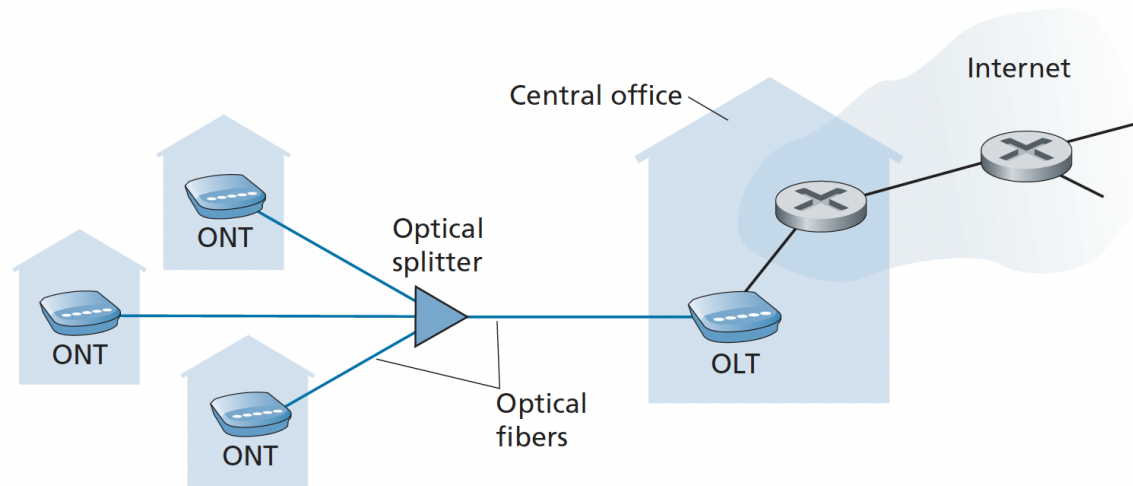 Internet
Central office
ONT
Optical
splitter
ONT
OLT
Optical
fibers
ONT